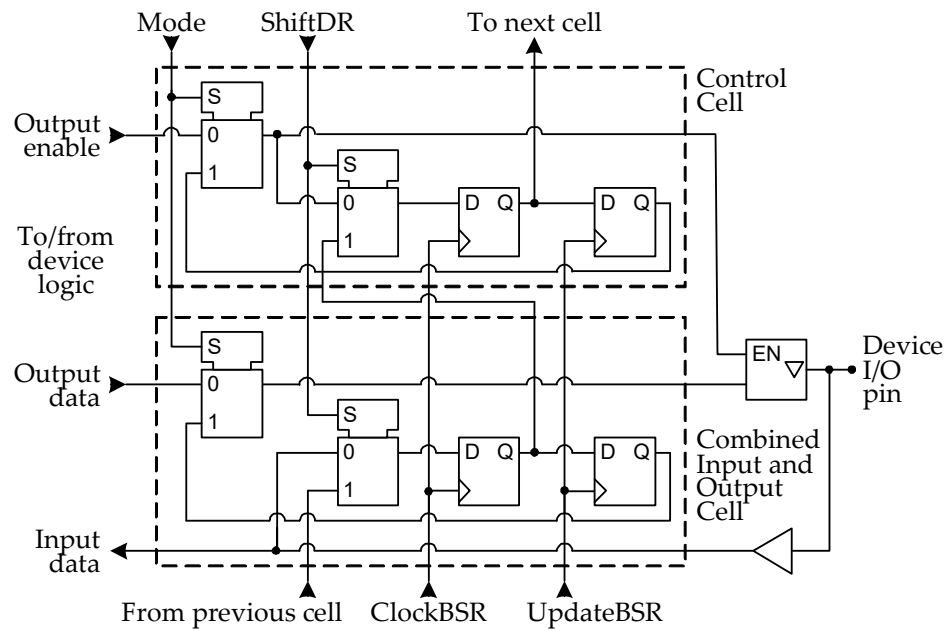 Mode
ShiftDR
To next cell
Control
Cell
S
Output
enable
0
1
S
0
1
D Q
D Q
To/from
device
logic
S
Output
data
0
1
EN
Device
I/O
pin
S
0
1
D Q
D Q
Combined
Input and
Output
Cell
Input
data
From previous cell
ClockBSR
UpdateBSR